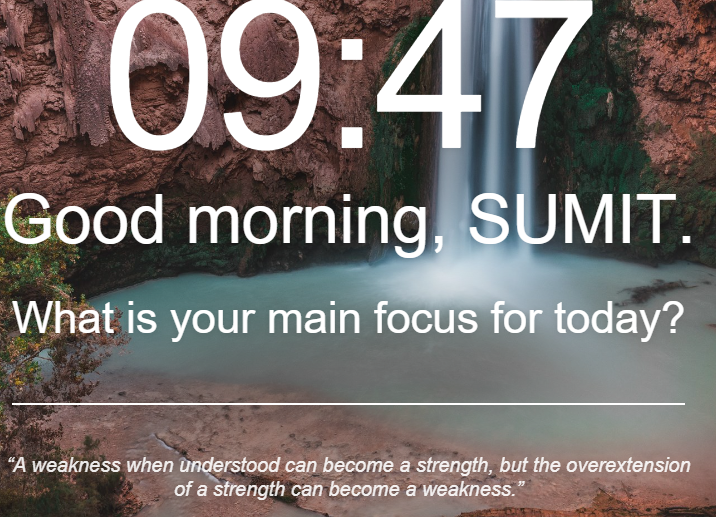 09:47
Good morning, SUMIT.
What is your main focus for today?
“A weakness when understood can become a strength, but the overextension
of a strength can become a weakness.”